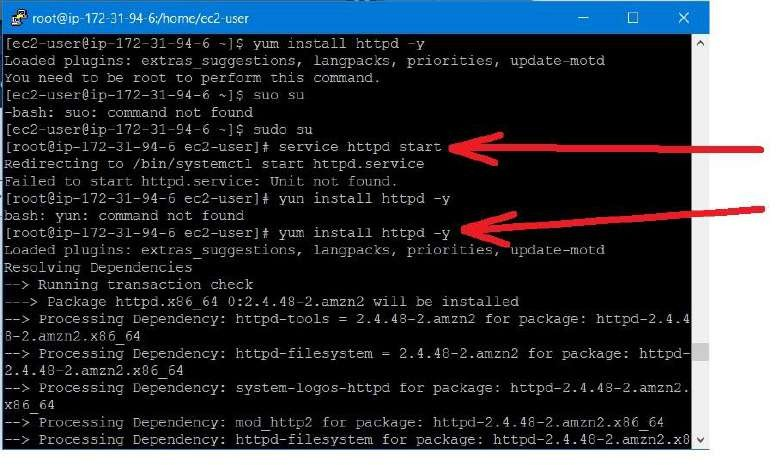 root@ip-172-31-94-6:/home/ec2-user
[ec2-user@ip-172-31-94-6 ~]$ yum install httpd -y
Loaded plugins: extras_suggestions, langpacks, priorities, update-motd
You need to be root to perform this command.
[ec2-user@ip-172-31-94-6 ~]$ suo su
-bash: suo: command not found
[ec2-user@ip-172-31-94-6 ~]$ sudo su
[root@ip-172-31-94-6 ec2-user]# service httpd start
Redirecting to /bin/systemctl start httpd.service
Failed to start httpd.service: Unit not found.
[root@ip-172-31-94-6 ec2-user]# yun install httpd -y
bash: yun: command not found
[root@ip-172-31-94-6 ec2-user]# yum install httpd -y
Loaded plugins: extras_suggestions, langpacks, priorities, update-motd
Resolving Dependencies
--> Running transaction check
---> Package httpd.x86_64 0:2.4.48-2.amzn2 will be installed
--> Processing Dependency: httpd-tools = 2.4.48-2.amzn2 for package: httpd-2.4.4
8-2.amzn2.x86_64
--> Processing Dependency: httpd-filesystem = 2.4.48-2.amzn2 for package: httpd-
2.4.48-2.amzn2.x86_64
--> Processing Dependency: system-logos-httpd for package: httpd-2.4.48-2.amzn2.
x86_64
--> Processing Dependency: mod_http2 for package: httpd-2.4.48-2.amzn2.x86_64
--> Processing Dependency: httpd-filesystem for package: httpd-2.4.48-2.amzn2.x8